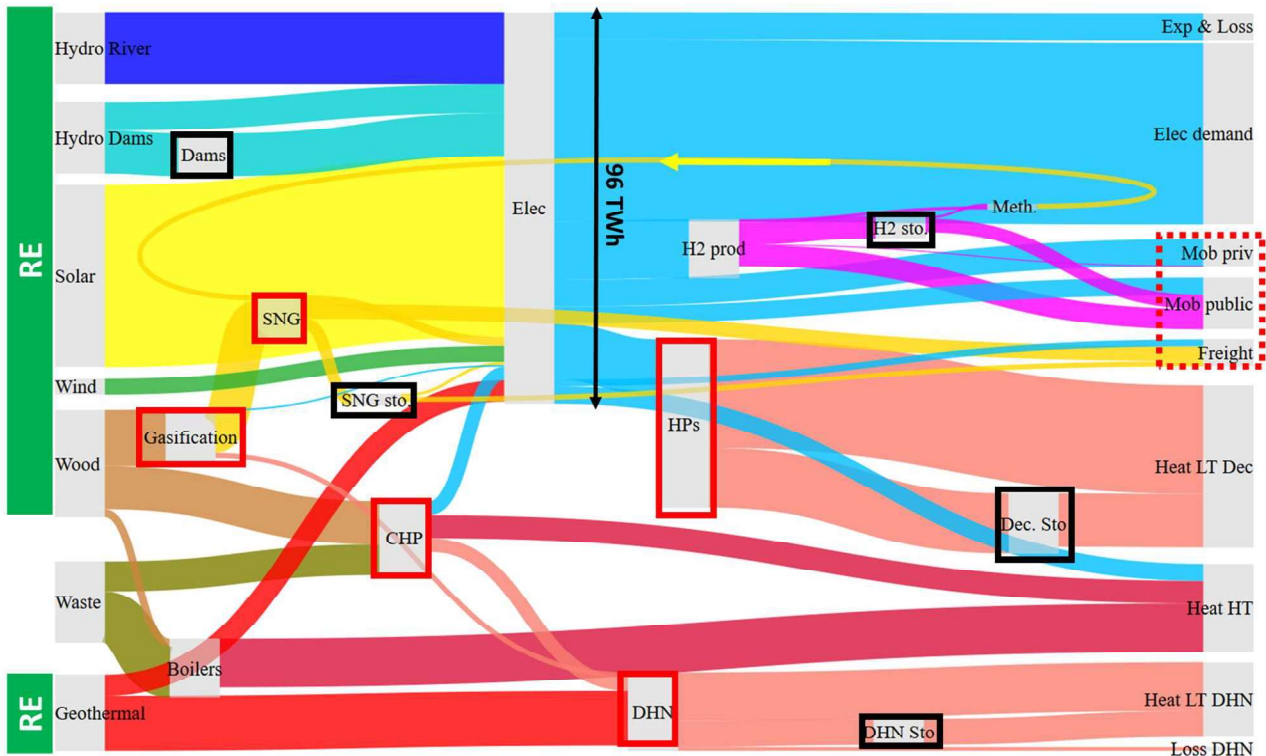 RE
Hydro River
Hydro Dams
Dams
Solar
SNG
Wind
SNG sto.
Gasification
Wood
CHP
Waste
Boilers
RE
Geothermal
Elec
96 TWh
H2 prod
H2 sto.
Meth.
HPs
Dec. Sto
DHN
DHN Sto
Exp & Loss
Elec demand
Mob priv
Mob public
Freight
Heat LT Dec
Heat HT
Heat LT DHN
Loss DHN